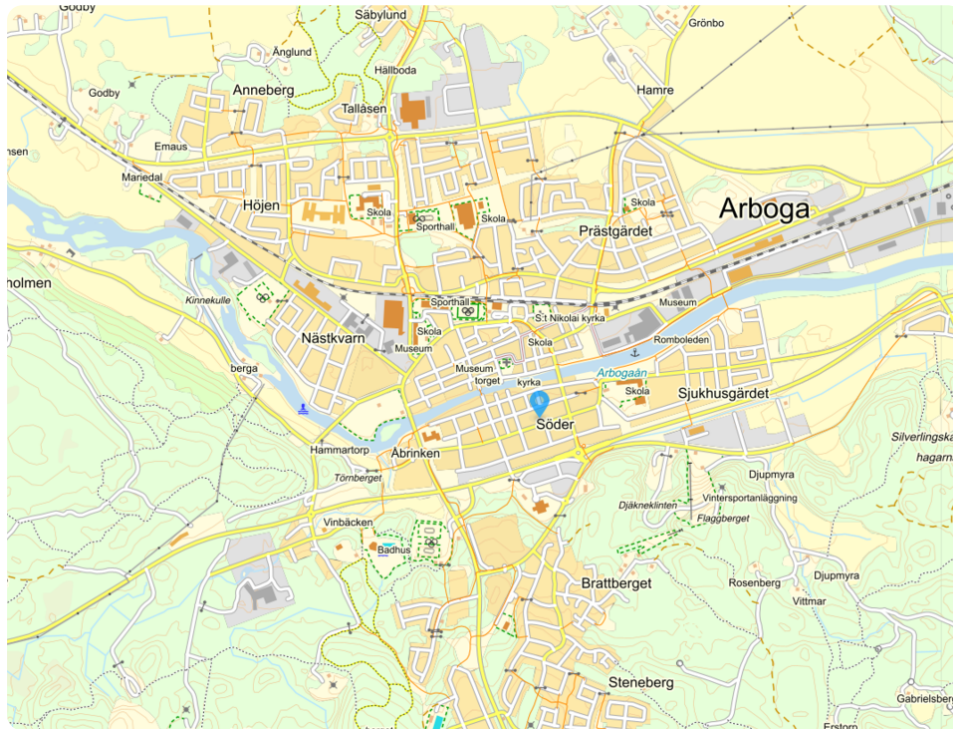 Godby
Säbylund
Grönbo
Änglund
Hällboda
Godby
Anneberg
Hamre
Tallåsen
Emaus
nsen
Mariedal
Höjen
Skola
Skola
Skola
Arboga
Sporthall
Prästgärdet
holmen
Kinnekulle
Sporthall
Museum
S:t Nikolai kyrka
Nästkvarn
Skola
Skola
Romboleden
Museum
Museum
torget
kyrka
Arbogaån
berga
Skola
Sjukhusgärdet
Söder
Silverlingska
hagarna
Hammartorp
Åbrinken
Törnberget
Djupmyra
Vintersportanläggning
Djäkneklinten
Flaggberget
Vinbäcken
Badhus
Brattberget
Rosenberg
Djupmyra
Vittmar
Steneberg
Gabrielsberg
Erstorp